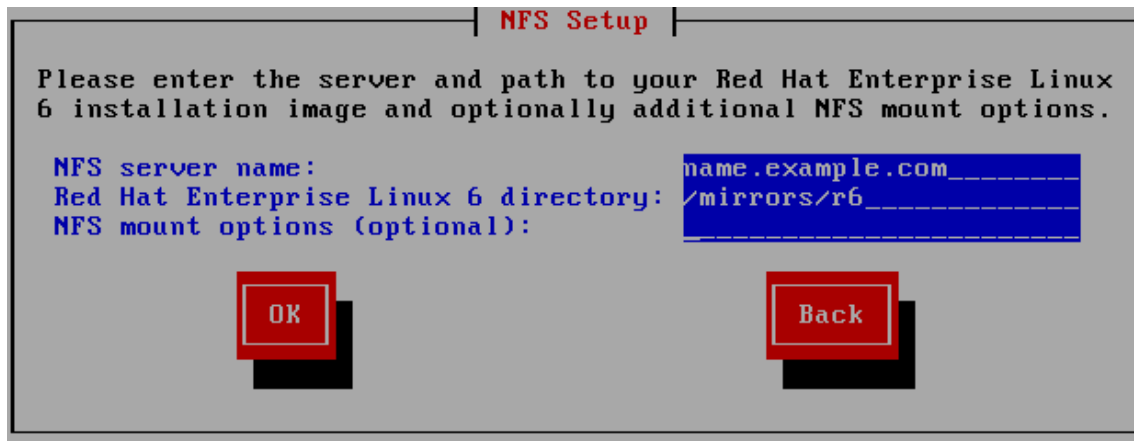 NFS Setup
Please enter the server and path to your Red Hat Enterprise Linux
6 installation image and optionally additional NFS mount options.
NFS server name: name.example.com________
Red Hat Enterprise Linux 6 directory: /mirrors/r6_____________
NFS mount options (optional): ________________________
OK Back